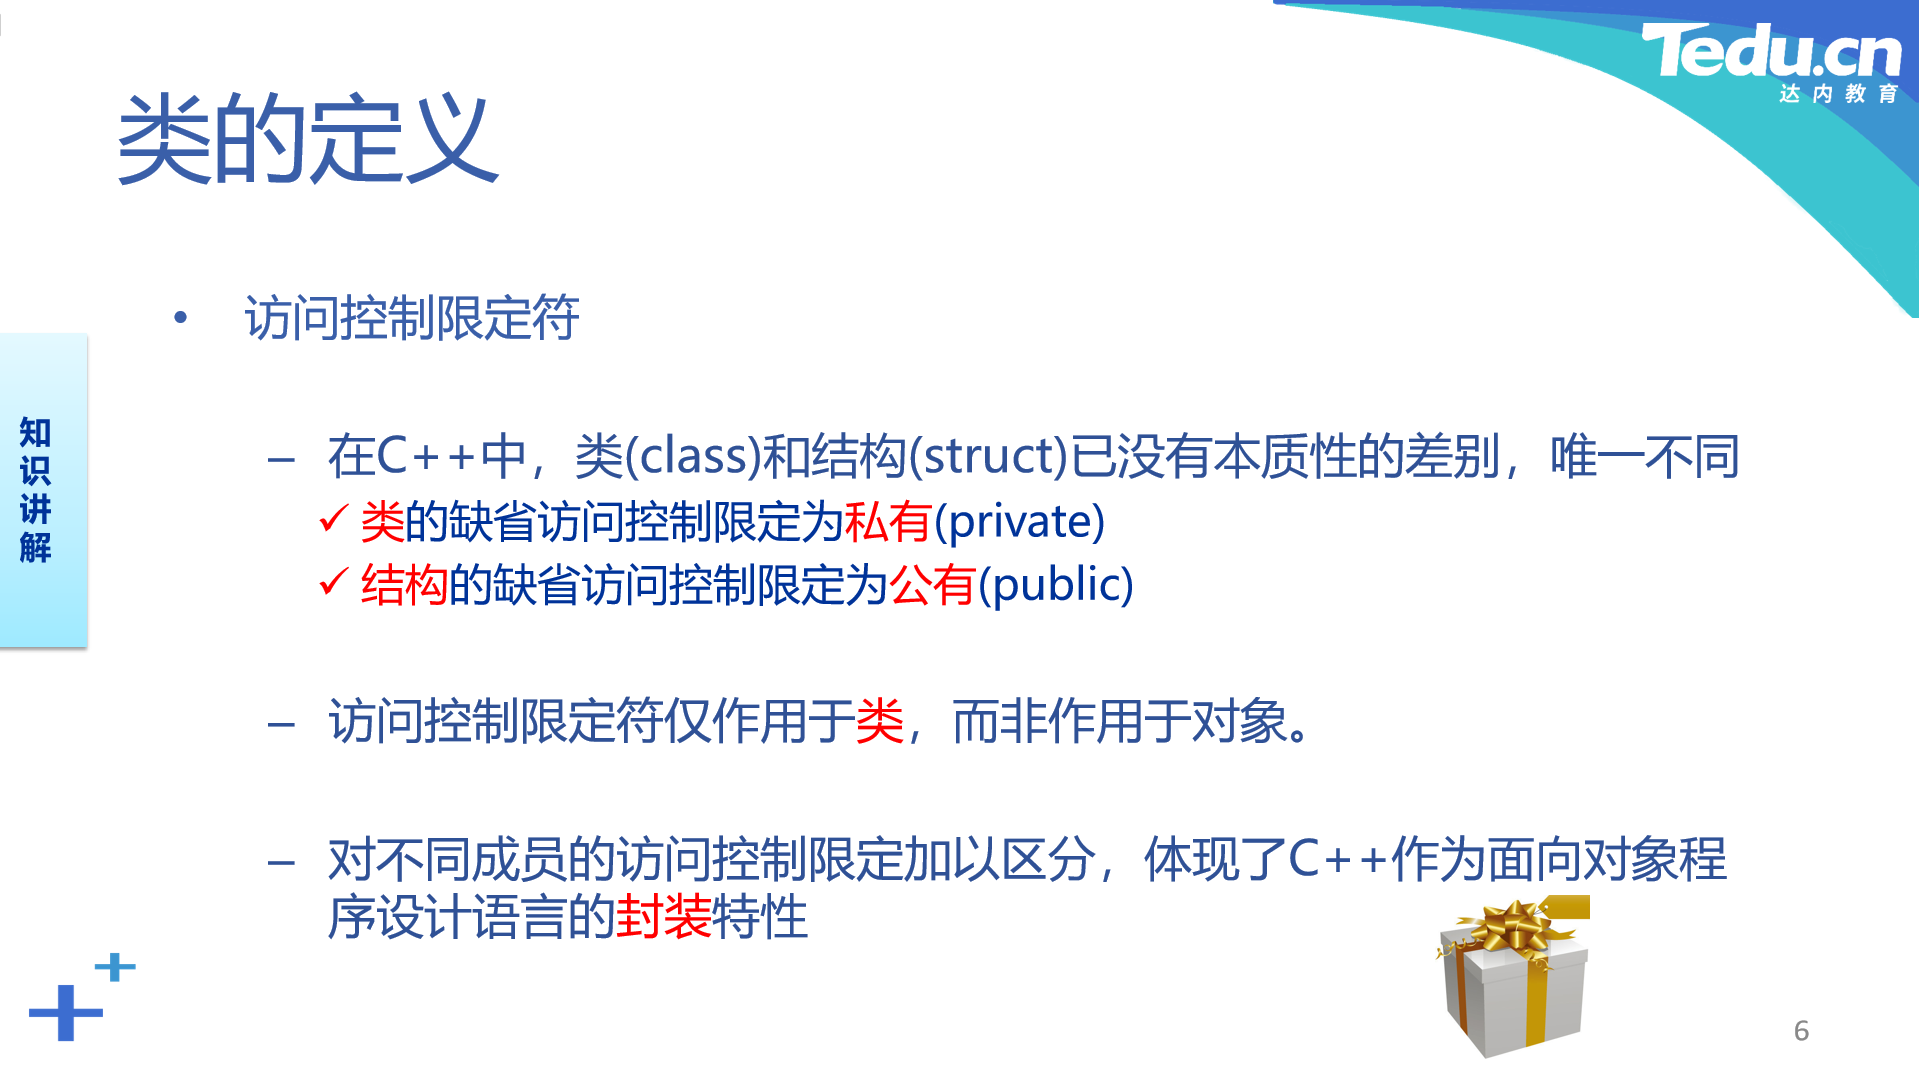 Tedu.cn
达内教育
类的定义
• 访问控制限定符
知识讲解
– 在C++中，类(class)和结构(struct)已没有本质性的差别，唯一不同
✓ 类的缺省访问控制限定为私有(private)
✓ 结构的缺省访问控制限定为公有(public)
– 访问控制限定符仅作用于类，而非作用于对象。
– 对不同成员的访问控制限定加以区分，体现了C++作为面向对象程
序设计语言的封装特性
6